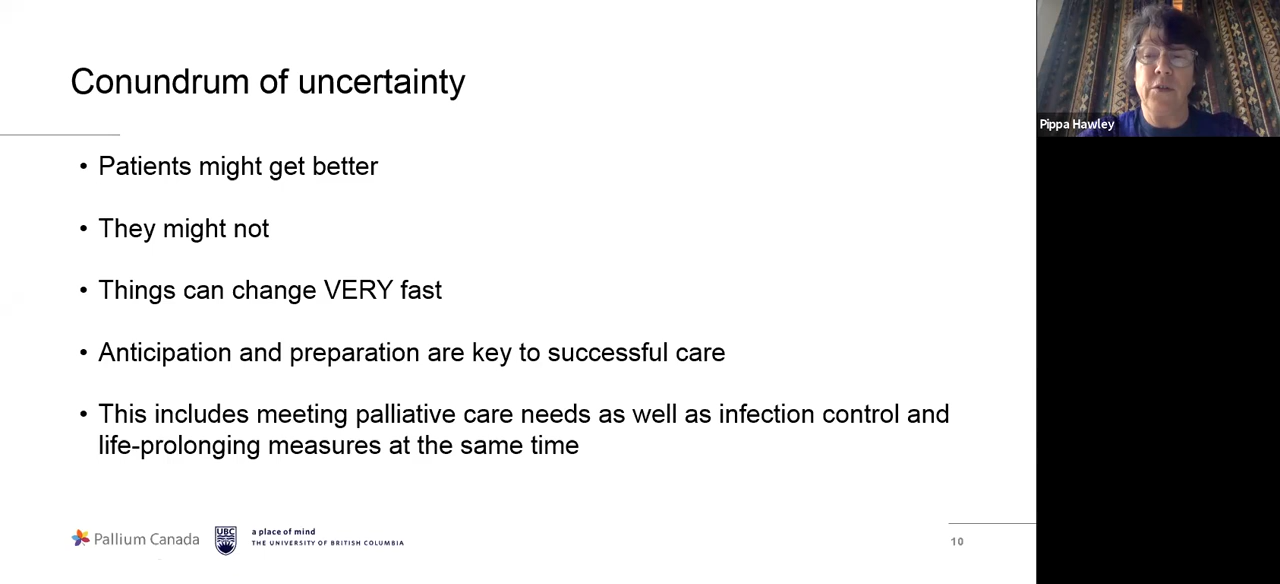 Conundrum of uncertainty
• Patients might get better
• They might not
• Things can change VERY fast
• Anticipation and preparation are key to successful care
• This includes meeting palliative care needs as well as infection control and
life-prolonging measures at the same time
Pallium Canada
UBC
a place of mind
THE UNIVERSITY OF BRITISH COLUMBIA
10
Pippa Hawley